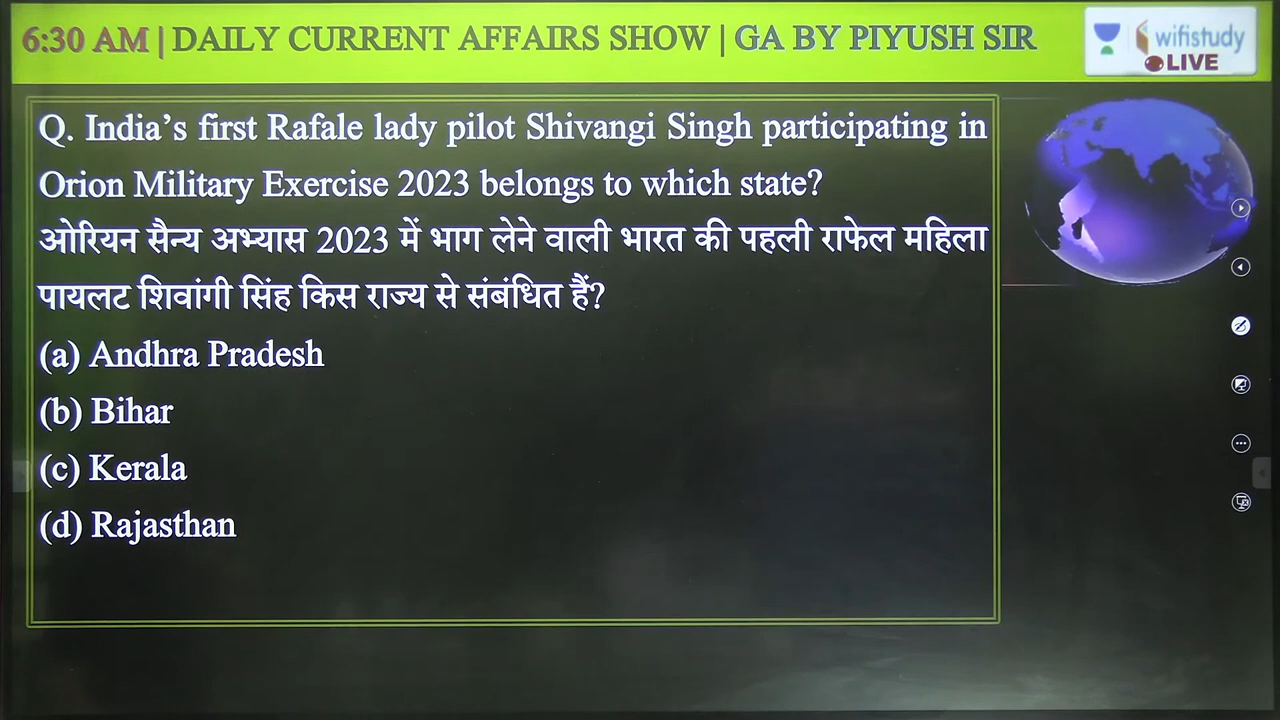 6:30 AM | DAILY CURRENT AFFAIRS SHOW | GA BY PIYUSH SIR
wifistudy
LIVE
Q. India's first Rafale lady pilot Shivangi Singh participating in
Orion Military Exercise 2023 belongs to which state?
ओरियन सैन्य अभ्यास 2023 में भाग लेने वाली भारत की पहली राफेल महिला
पायलट शिवांगी सिंह किस राज्य से संबंधित हैं?
(a) Andhra Pradesh
(b) Bihar
(c) Kerala
(d) Rajasthan